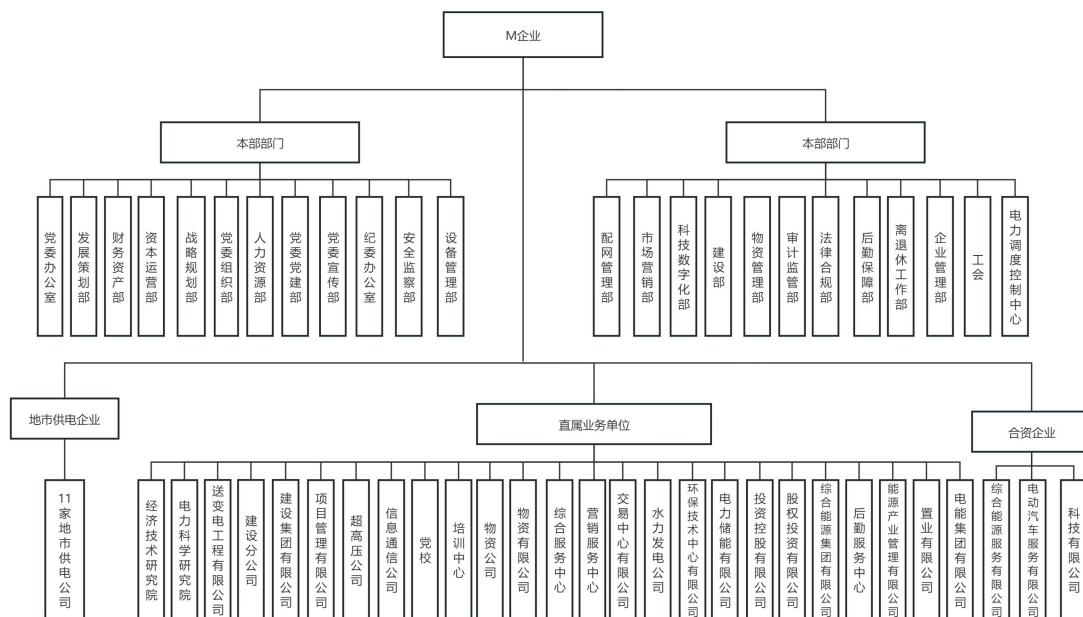 M企业
本部部门
本部部门
党委办公室
发展策划部
财务资产部
资本运营部
战略规划部
党委组织部
人力资源部
党委党建部
党委宣传部
纪委办公室
安全监察部
设备管理部
配网管理部
市场营销部
科技数字化部
建设部
物资管理部
审计监管部
法律合规部
后勤保障部
离退休工作部
企业管理部
工会
电力调度控制中心
地市供电企业
直属业务单位
合资企业
11家地市供电公司
经济技术研究院
电力科学研究院
送变电工程有限公司
建设分公司
建设集团有限公司
项目管理有限公司
超高压公司
信息通信公司
党校
培训中心
物资公司
物资有限公司
综合服务中心
营销服务中心
交易中心有限公司
水力发电公司
环保技术中心有限公司
电力储能有限公司
投资控股有限公司
股权投资有限公司
综合能源集团有限公司
后勤服务中心
能源产业管理有限公司
置业有限公司
电能集团有限公司
综合能源服务有限公司
电动汽车服务有限公司
科技有限公司